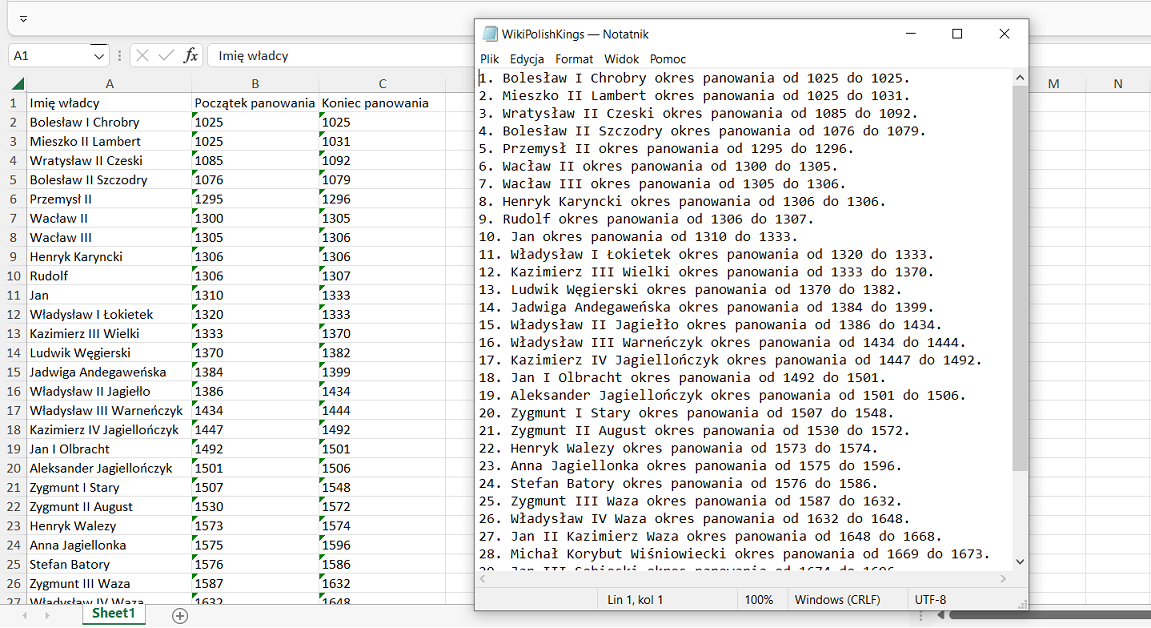 A1
fx
Imię władcy
A B C M N
1 Imię władcy Początek panowania Koniec panowania
2 Bolesław I Chrobry 1025 1025
3 Mieszko II Lambert 1025 1031
4 Wratysław II Czeski 1085 1092
5 Bolesław II Szczodry 1076 1079
6 Przemysł II 1295 1296
7 Wacław II 1300 1305
8 Wacław III 1305 1306
9 Henryk Karyncki 1306 1306
10 Rudolf 1306 1307
11 Jan 1310 1333
12 Władysław I Łokietek 1320 1333
13 Kazimierz III Wielki 1333 1370
14 Ludwik Węgierski 1370 1382
15 Jadwiga Andegaweńska 1384 1399
16 Władysław II Jagiełło 1386 1434
17 Władysław III Warneńczyk 1434 1444
18 Kazimierz IV Jagiellończyk 1447 1492
19 Jan I Olbracht 1492 1501
20 Aleksander Jagiellończyk 1501 1506
21 Zygmunt I Stary 1507 1548
22 Zygmunt II August 1530 1572
23 Henryk Walezy 1573 1574
24 Anna Jagiellonka 1575 1596
25 Stefan Batory 1576 1586
26 Zygmunt III Waza 1587 1632
27 Władysław IV Waza 1632 1648
Sheet1
WikiPolishKings — Notatnik
Plik Edycja Format Widok Pomoc
1. Bolesław I Chrobry okres panowania od 1025 do 1025.
2. Mieszko II Lambert okres panowania od 1025 do 1031.
3. Wratysław II Czeski okres panowania od 1085 do 1092.
4. Bolesław II Szczodry okres panowania od 1076 do 1079.
5. Przemysł II okres panowania od 1295 do 1296.
6. Wacław II okres panowania od 1300 do 1305.
7. Wacław III okres panowania od 1305 do 1306.
8. Henryk Karyncki okres panowania od 1306 do 1306.
9. Rudolf okres panowania od 1306 do 1307.
10. Jan okres panowania od 1310 do 1333.
11. Władysław I Łokietek okres panowania od 1320 do 1333.
12. Kazimierz III Wielki okres panowania od 1333 do 1370.
13. Ludwik Węgierski okres panowania od 1370 do 1382.
14. Jadwiga Andegaweńska okres panowania od 1384 do 1399.
15. Władysław II Jagiełło okres panowania od 1386 do 1434.
16. Władysław III Warneńczyk okres panowania od 1434 do 1444.
17. Kazimierz IV Jagiellończyk okres panowania od 1447 do 1492.
18. Jan I Olbracht okres panowania od 1492 do 1501.
19. Aleksander Jagiellończyk okres panowania od 1501 do 1506.
20. Zygmunt I Stary okres panowania od 1507 do 1548.
21. Zygmunt II August okres panowania od 1530 do 1572.
22. Henryk Walezy okres panowania od 1573 do 1574.
23. Anna Jagiellonka okres panowania od 1575 do 1596.
24. Stefan Batory okres panowania od 1576 do 1586.
25. Zygmunt III Waza okres panowania od 1587 do 1632.
26. Władysław IV Waza okres panowania od 1632 do 1648.
27. Jan II Kazimierz Waza okres panowania od 1648 do 1668.
28. Michał Korybut Wiśniowiecki okres panowania od 1669 do 1673.
29. Jan III Sobieski okres panowania od 1674 do 1696.
Lin 1, kol 1 100% Windows (CRLF) UTF-8